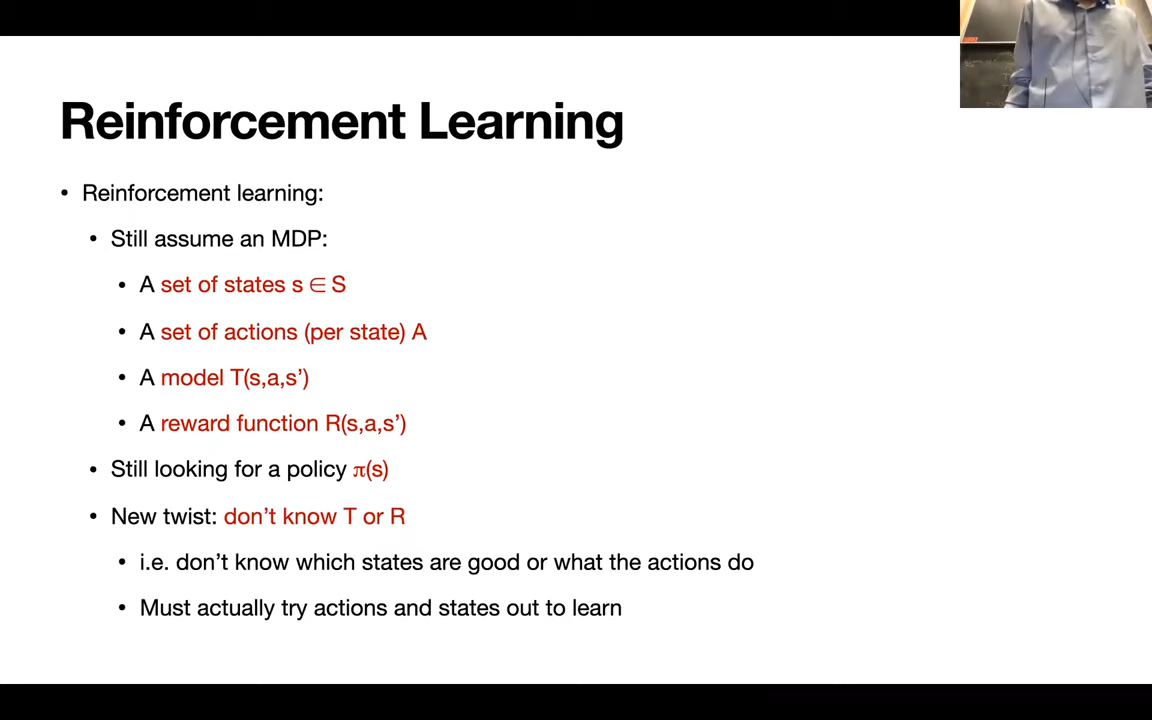 Reinforcement Learning
• Reinforcement learning:
• Still assume an MDP:
• A set of states s ∈ S
• A set of actions (per state) A
• A model T(s,a,s’)
• A reward function R(s,a,s’)
• Still looking for a policy π(s)
• New twist: don’t know T or R
• i.e. don’t know which states are good or what the actions do
• Must actually try actions and states out to learn